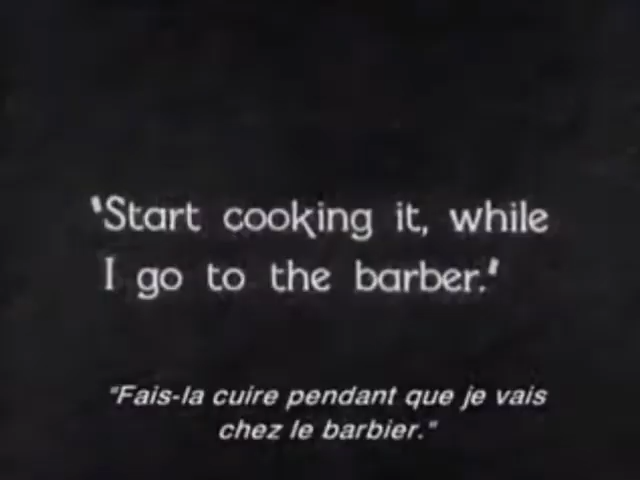 'Start cooking it, while
I go to the barber.'
"Fais-la cuire pendant que je vais
chez le barbier."